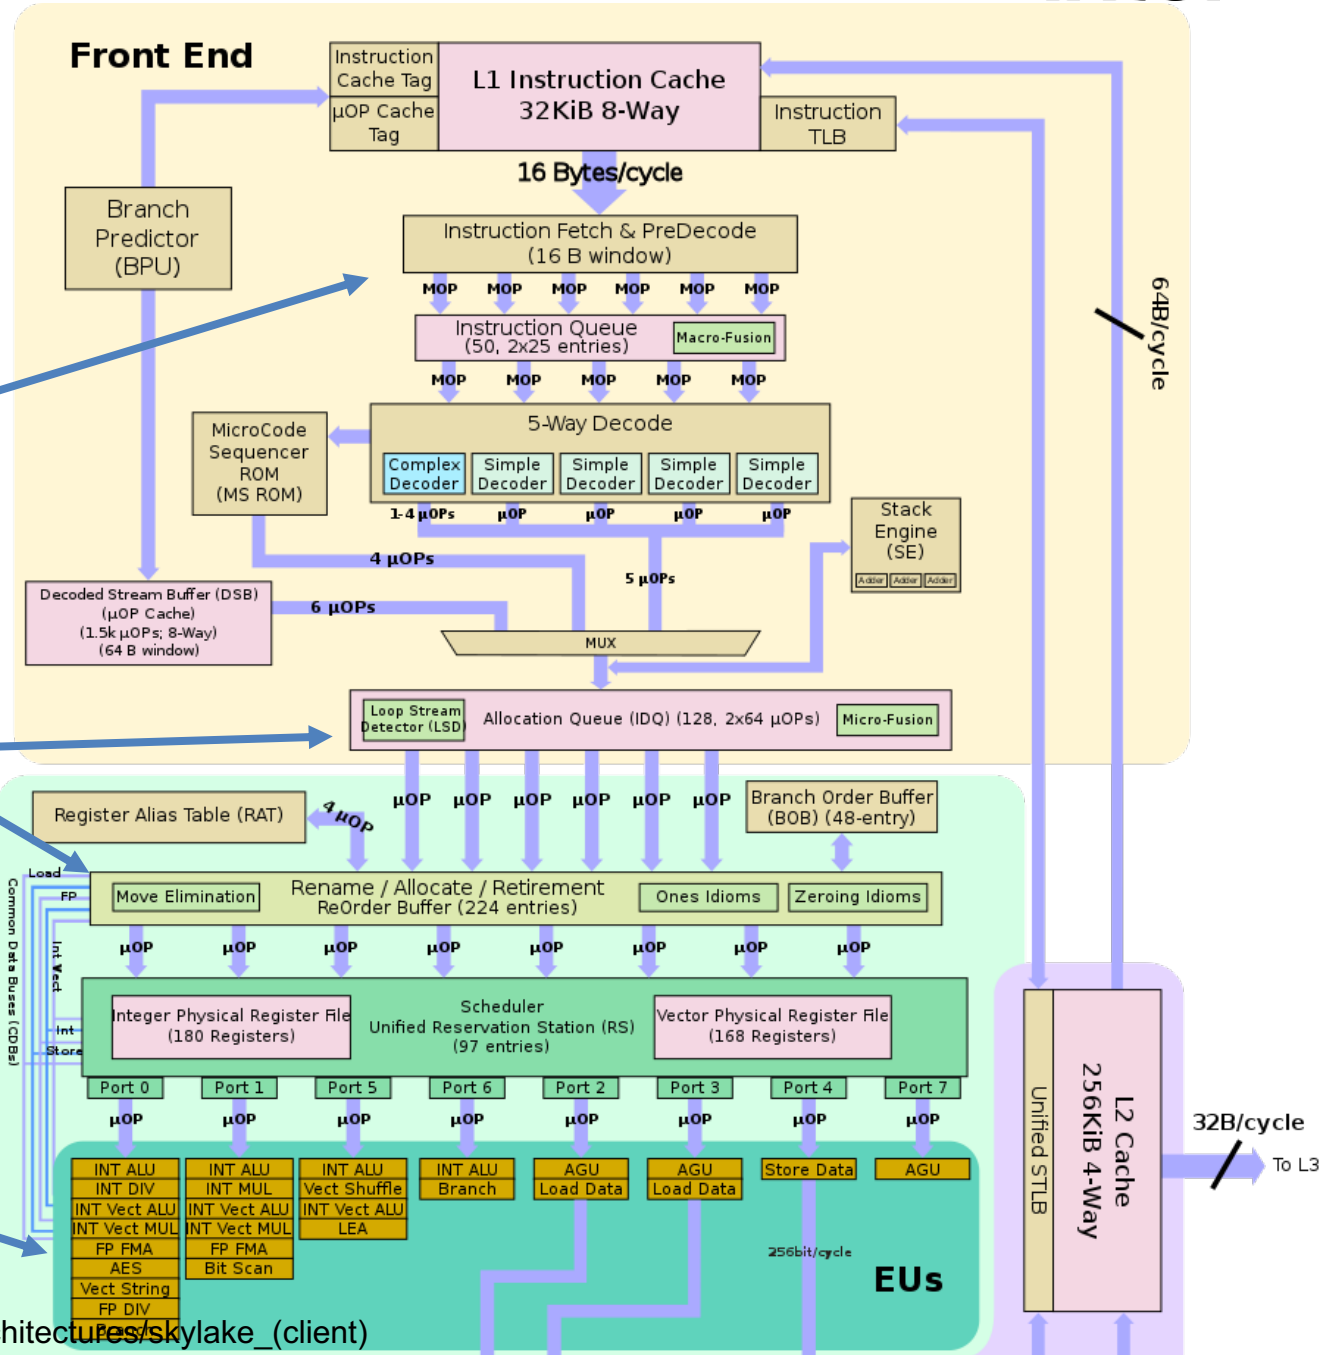 Front End
Instruction
Cache Tag
μOP Cache
Tag
L1 Instruction Cache
32KiB 8-Way
Instruction
TLB
16 Bytes/cycle
Branch
Predictor
(BPU)
Instruction Fetch & PreDecode
(16 B window)
MOP MOP MOP MOP MOP MOP
Instruction Queue
(50, 2x25 entries)
Macro-Fusion
MOP MOP MOP MOP MOP
64B/cycle
MicroCode
Sequencer
ROM
(MS ROM)
5-Way Decode
Complex
Decoder
Simple
Decoder
Simple
Decoder
Simple
Decoder
Simple
Decoder
1-4 μOPs μOP μOP μOP μOP
Stack
Engine
(SE)
Adder Adder Adder
4 μOPs
5 μOPs
Decoded Stream Buffer (DSB)
(μOP Cache)
(1.5k μOPs; 8-Way)
(64 B window)
6 μOPs
MUX
Loop Stream
Detector (LSD)
Allocation Queue (IDQ) (128, 2x64 μOPs)
Micro-Fusion
Register Alias Table (RAT)
4 μOP
μOP μOP μOP μOP μOP μOP
Branch Order Buffer
(BOB) (48-entry)
Load
FP
Common Data Buses (CDBs)
Int Vect
Int
Store
Move Elimination
Rename / Allocate / Retirement
ReOrder Buffer (224 entries)
Ones Idioms
Zeroing Idioms
μOP μOP μOP μOP μOP μOP μOP μOP
Integer Physical Register File
(180 Registers)
Scheduler
Unified Reservation Station (RS)
(97 entries)
Vector Physical Register File
(168 Registers)
Port 0 Port 1 Port 5 Port 6 Port 2 Port 3 Port 4 Port 7
μOP μOP μOP μOP μOP μOP μOP μOP
INT ALU
INT DIV
INT Vect ALU
INT Vect MUL
FP FMA
AES
Vect String
FP DIV
INT ALU
INT MUL
INT Vect ALU
INT Vect MUL
FP FMA
Bit Scan
INT ALU
Vect Shuffle
INT Vect ALU
LEA
INT ALU
Branch
AGU
Load Data
AGU
Load Data
Store Data
AGU
256bit/cycle
EUs
Unified STLB
L2 Cache
256KiB 4-Way
32B/cycle
To L3
hitectures/skylake_(client)